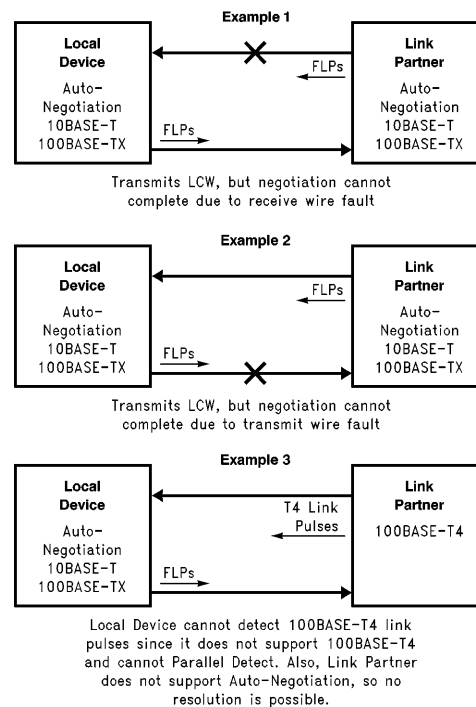 Example 1
Local
Device
Auto-
Negotiation
10BASE-T
100BASE-TX
FLPs
FLPs
Link
Partner
Auto-
Negotiation
10BASE-T
100BASE-TX
Transmits LCW, but negotiation cannot
complete due to receive wire fault
Example 2
Local
Device
Auto-
Negotiation
10BASE-T
100BASE-TX
FLPs
FLPs
Link
Partner
Auto-
Negotiation
10BASE-T
100BASE-TX
Transmits LCW, but negotiation cannot
complete due to transmit wire fault
Example 3
Local
Device
Auto-
Negotiation
10BASE-T
100BASE-TX
T4 Link
Pulses
FLPs
Link
Partner
100BASE-T4
Local Device cannot detect 100BASE-T4 link
pulses since it does not support 100BASE-T4
and cannot Parallel Detect. Also, Link Partner
does not support Auto-Negotiation, so no
resolution is possible.